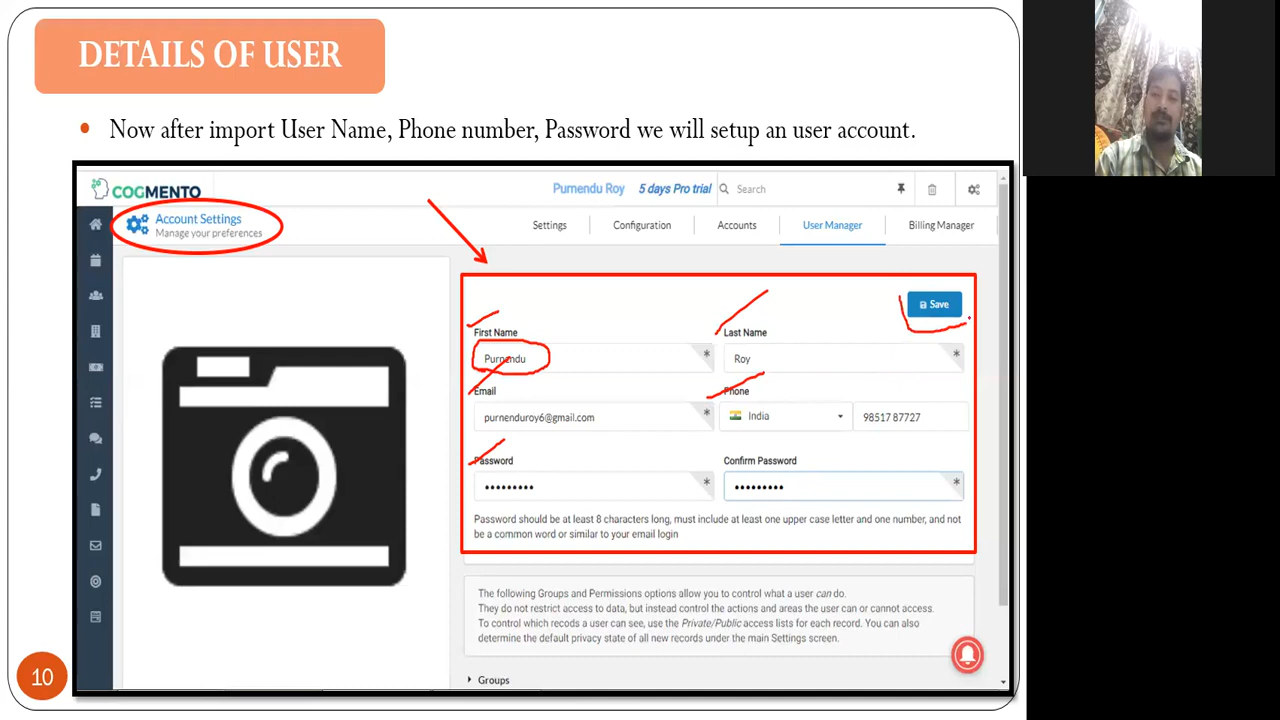 DETAILS OF USER
• Now after import User Name, Phone number, Password we will setup an user account.
COGMENTO
Purnendu Roy 5 days Pro trial Search
Account Settings
Manage your preferences
Settings Configuration Accounts User Manager Billing Manager
Save
First Name Last Name
Purnendu * Roy *
Email Phone
purnenduroy6@gmail.com * India 98517 87727
Password Confirm Password
••••••••• * ••••••••• *
Password should be at least 8 characters long, must include at least one upper case letter and one number, and not
be a common word or similar to your email login
The following Groups and Permissions options allow you to control what a user can do.
They do not restrict access to data, but instead control the actions and areas the user can or cannot access.
To control which recods a user can see, use the Private/Public access lists for each record. You can also
determine the default privacy state of all new records under the main Settings screen.
Groups
10